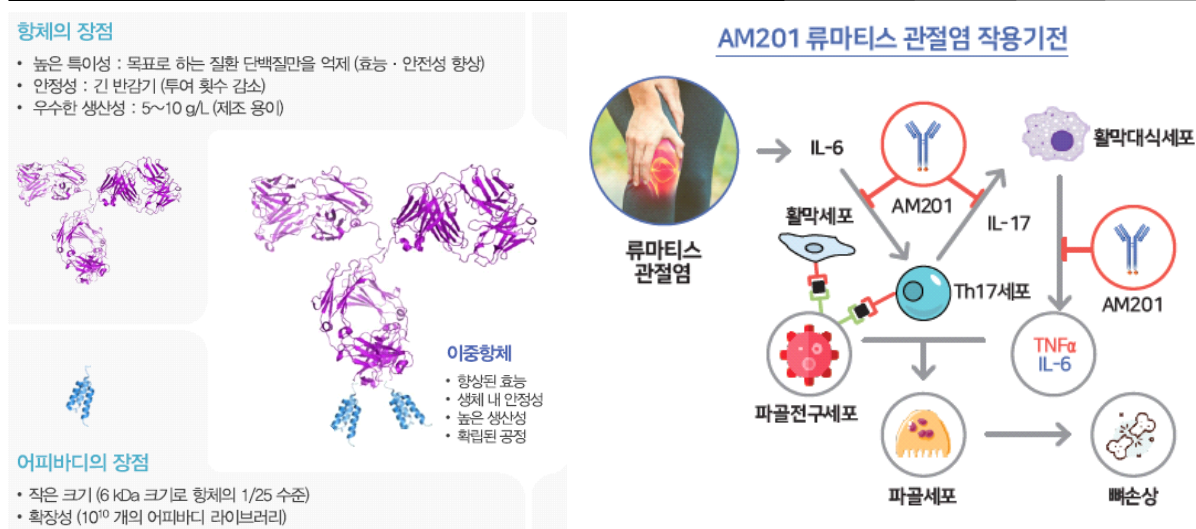 항체의 장점
• 높은 특이성 : 목표로 하는 질환 단백질만을 억제 (효능 · 안전성 향상)
• 안정성 : 긴 반감기 (투여 횟수 감소)
• 우수한 생산성 : 5~10 g/L (제조 용이)
이중항체
• 향상된 효능
• 생체 내 안정성
• 높은 생산성
• 확립된 공정
어피바디의 장점
• 작은 크기 (6 kDa 크기로 항체의 1/25 수준)
• 확장성 (10¹⁰ 개의 어피바디 라이브러리)
AM201 류마티스 관절염 작용기전
류마티스
관절염
IL-6
AM201
IL-17
활막대식세포
활막세포
Th17세포
AM201
TNFα
IL-6
파골전구세포
파골세포
뼈손상